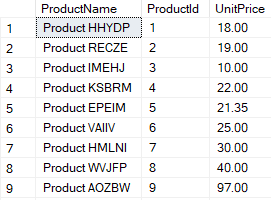 ProductName ProductId UnitPrice
1 Product HHYDP 1 18.00
2 Product RECZE 2 19.00
3 Product IMEHJ 3 10.00
4 Product KSBRM 4 22.00
5 Product EPEIM 5 21.35
6 Product VAIIV 6 25.00
7 Product HMLNI 7 30.00
8 Product WVJFP 8 40.00
9 Product AOZBW 9 97.00